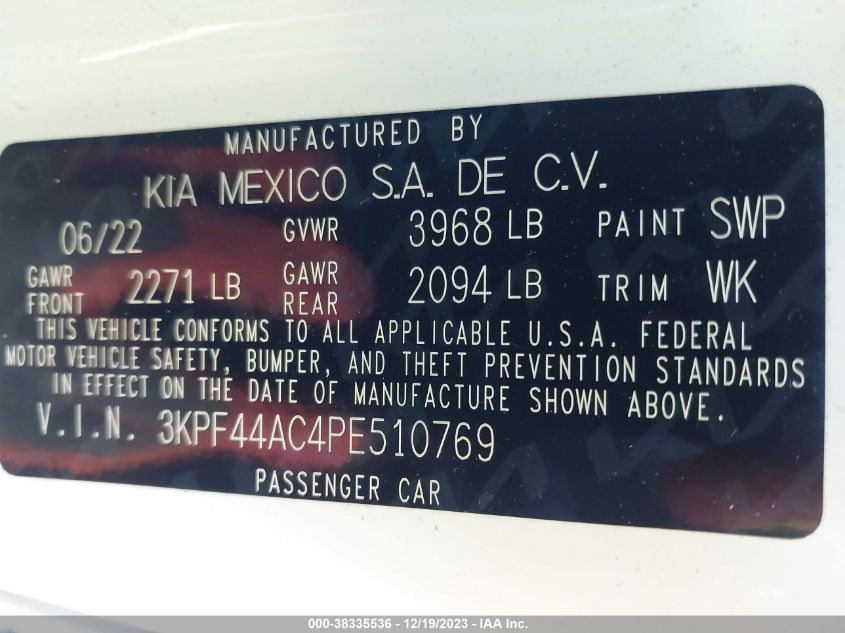 MANUFACTURED BY
KIA MEXICO S.A. DE C.V.
06/22 GVWR 3968 LB PAINT SWP
GAWR FRONT 2271 LB GAWR REAR 2094 LB TRIM WK
THIS VEHICLE CONFORMS TO ALL APPLICABLE U.S.A. FEDERAL
MOTOR VEHICLE SAFETY, BUMPER, AND THEFT PREVENTION STANDARDS
IN EFFECT ON THE DATE OF MANUFACTURE SHOWN ABOVE.
V.I.N. 3KPF44AC4PE510769
PASSENGER CAR
000-38335536 - 12/19/2023 - IAA Inc.